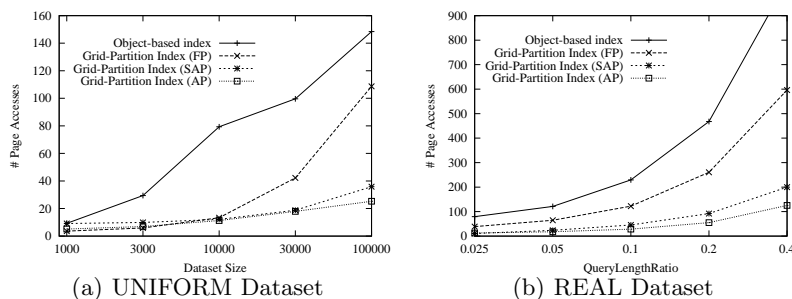 160
140
120
100
80
60
40
20
0
# Page Accesses
Object-based index
Grid-Partition Index (FP)
Grid-Partition Index (SAP)
Grid-Partition Index (AP)
1000 3000 10000 30000 100000
Dataset Size
(a) UNIFORM Dataset
900
800
700
600
500
400
300
200
100
0
# Page Accesses
Object-based index
Grid-Partition Index (FP)
Grid-Partition Index (SAP)
Grid-Partition Index (AP)
0.025 0.05 0.1 0.2 0.4
QueryLengthRatio
(b) REAL Dataset